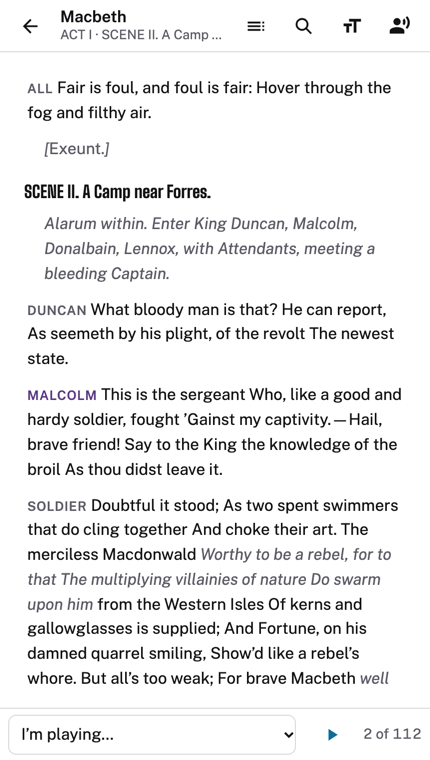 Macbeth
ACT I · SCENE II. A Camp ...
ALL Fair is foul, and foul is fair: Hover through the
fog and filthy air.
[Exeunt.]
SCENE II. A Camp near Forres.
Alarum within. Enter King Duncan, Malcolm,
Donalbain, Lennox, with Attendants, meeting a
bleeding Captain.
DUNCAN What bloody man is that? He can report,
As seemeth by his plight, of the revolt The newest
state.
MALCOLM This is the sergeant Who, like a good and
hardy soldier, fought ’Gainst my captivity.—Hail,
brave friend! Say to the King the knowledge of the
broil As thou didst leave it.
SOLDIER Doubtful it stood; As two spent swimmers
that do cling together And choke their art. The
merciless Macdonwald Worthy to be a rebel, for to
that The multiplying villainies of nature Do swarm
upon him from the Western Isles Of kerns and
gallowglasses is supplied; And Fortune, on his
damned quarrel smiling, Show’d like a rebel’s
whore. But all’s too weak; For brave Macbeth well
I’m playing...
2 of 112